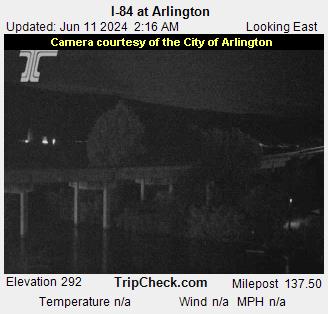 I-84 at Arlington
Updated: Jun 11 2024 2:16 AM Looking East
Camera courtesy of the City of Arlington
Elevation 292 TripCheck.com Milepost 137.50
Temperature n/a Wind n/a MPH n/a